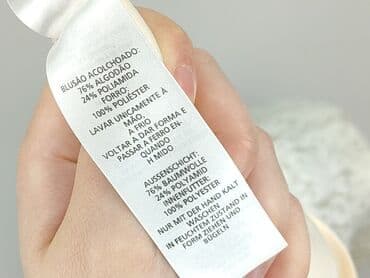 BLUSÃO ACOLCHOADO:
76% ALGODÃO
24% POLIAMIDA
FORRO:
100% POLIÉSTER
LAVAR UNICAMENTE À
MÃO,
A FRIO
VOLTAR A DAR FORMA E
PASSAR A FERRO EN-
QUANDO
H MIDO
AUSSENSCHICHT:
76% BAUMWOLLE
24% POLYAMID
INNENFUTTER:
100% POLYESTER
NUR MIT DER HAND KALT
WASCHEN
IN FEUCHTEM ZUSTAND IN
FORM ZIEHEN UND
BÜGELN